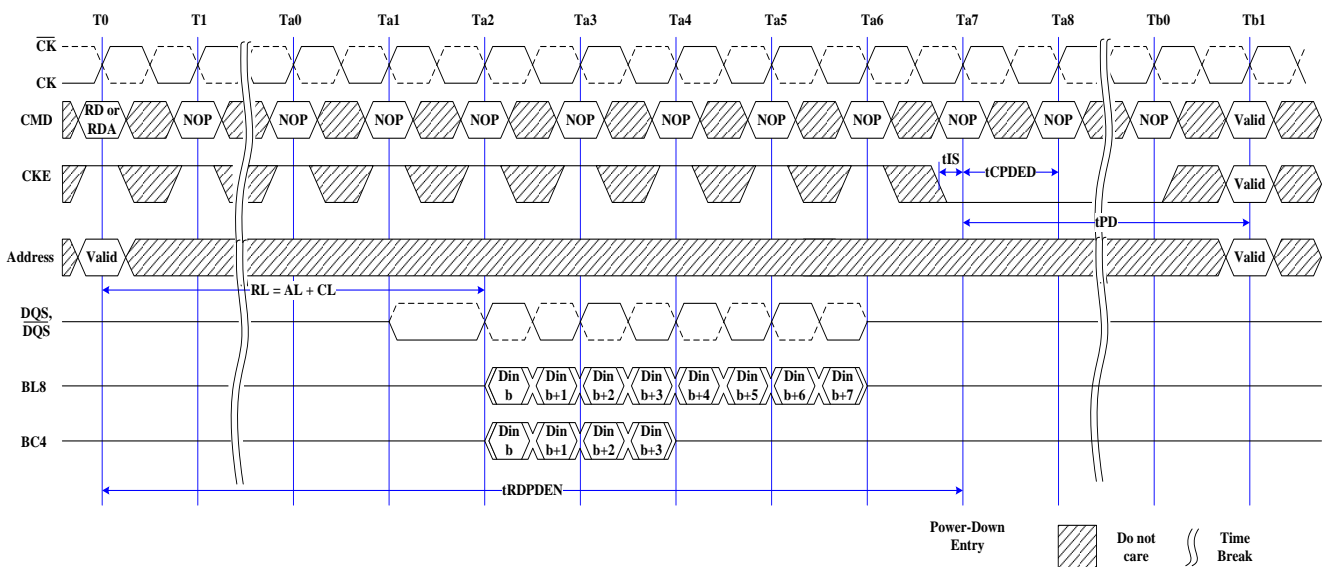 T0 T1 Ta0 Ta1 Ta2 Ta3 Ta4 Ta5 Ta6 Ta7 Ta8 Tb0 Tb1
CK
CK
CMD RD or RDA NOP NOP NOP NOP NOP NOP NOP NOP NOP NOP NOP Valid
tIS
CKE tCPDED Valid
tPD
Address Valid Valid
RL = AL + CL
DQS,
DQS
BL8 Din b Din b+1 Din b+2 Din b+3 Din b+4 Din b+5 Din b+6 Din b+7
BC4 Din b Din b+1 Din b+2 Din b+3
tRDPDEN
Power-Down
Entry
Do not
care
Time
Break